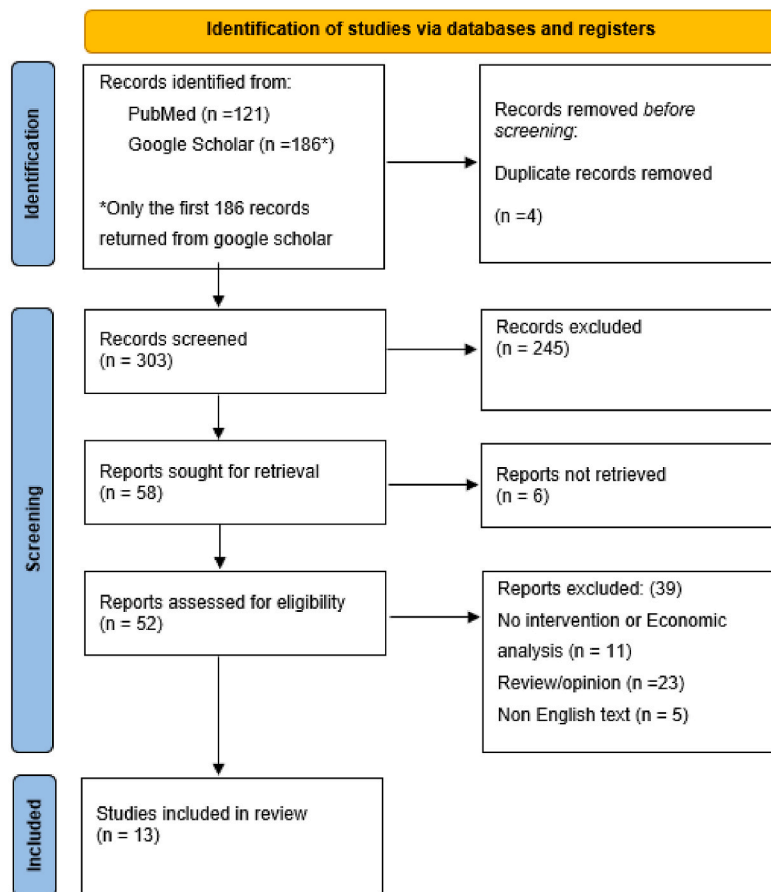 Identification of studies via databases and registers
Identification
Records identified from:
PubMed (n =121)
Google Scholar (n =186*)
*Only the first 186 records
returned from google scholar
Records removed before
screening:
Duplicate records removed
(n =4)
Screening
Records screened
(n = 303)
Records excluded
(n = 245)
Reports sought for retrieval
(n = 58)
Reports not retrieved
(n = 6)
Reports assessed for eligibility
(n = 52)
Reports excluded: (39)
No intervention or Economic
analysis (n = 11)
Review/opinion (n =23)
Non English text (n = 5)
Included
Studies included in review
(n = 13)